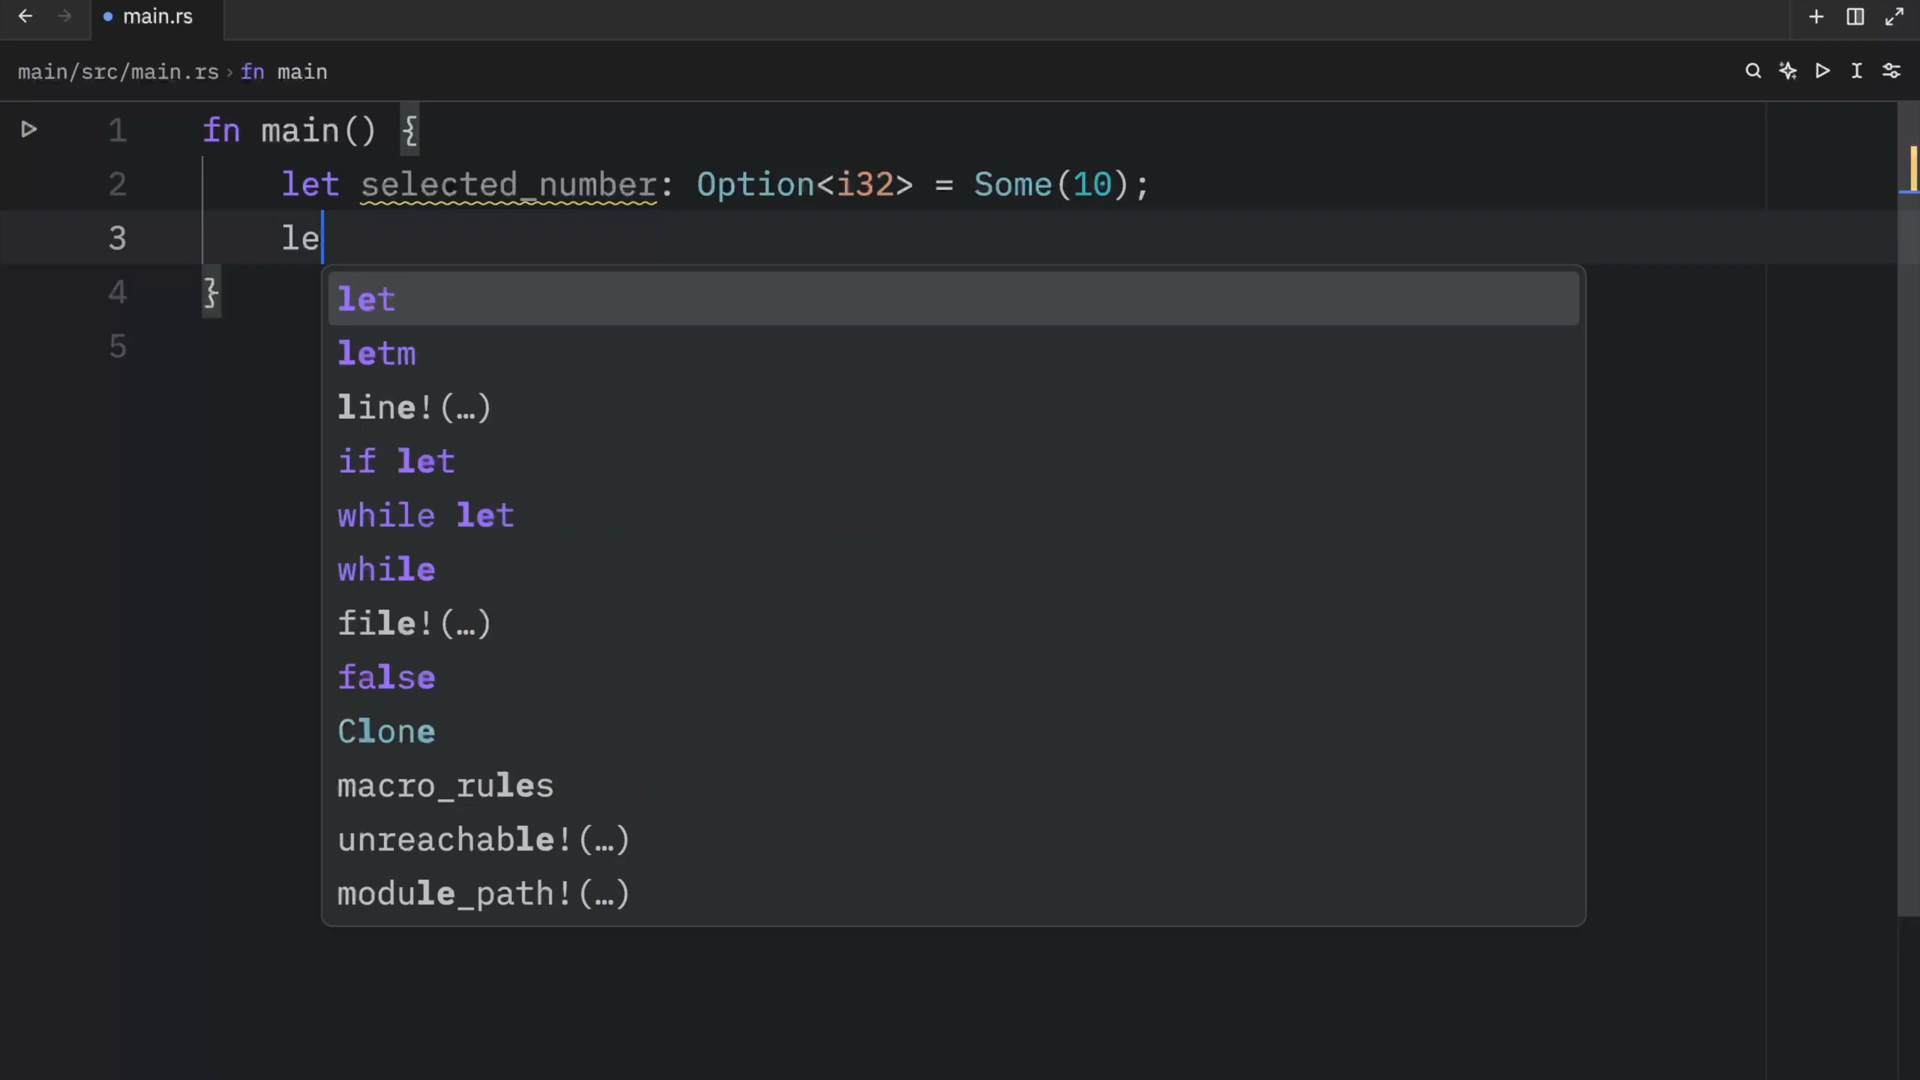 main.rs
main/src/main.rs › fn main
1 fn main() {
2 let selected_number: Option<i32> = Some(10);
3 le
4 }
5
let
letm
line!(…)
if let
while let
while
file!(…)
false
Clone
macro_rules
unreachable!(…)
module_path!(…)